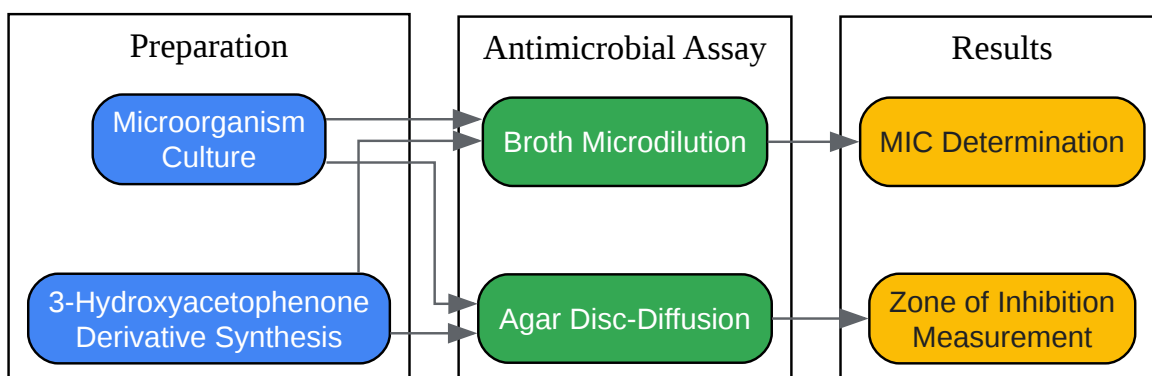 Preparation
Microorganism
Culture
3-Hydroxyacetophenone
Derivative Synthesis
Antimicrobial Assay
Broth Microdilution
Agar Disc-Diffusion
Results
MIC Determination
Zone of Inhibition
Measurement